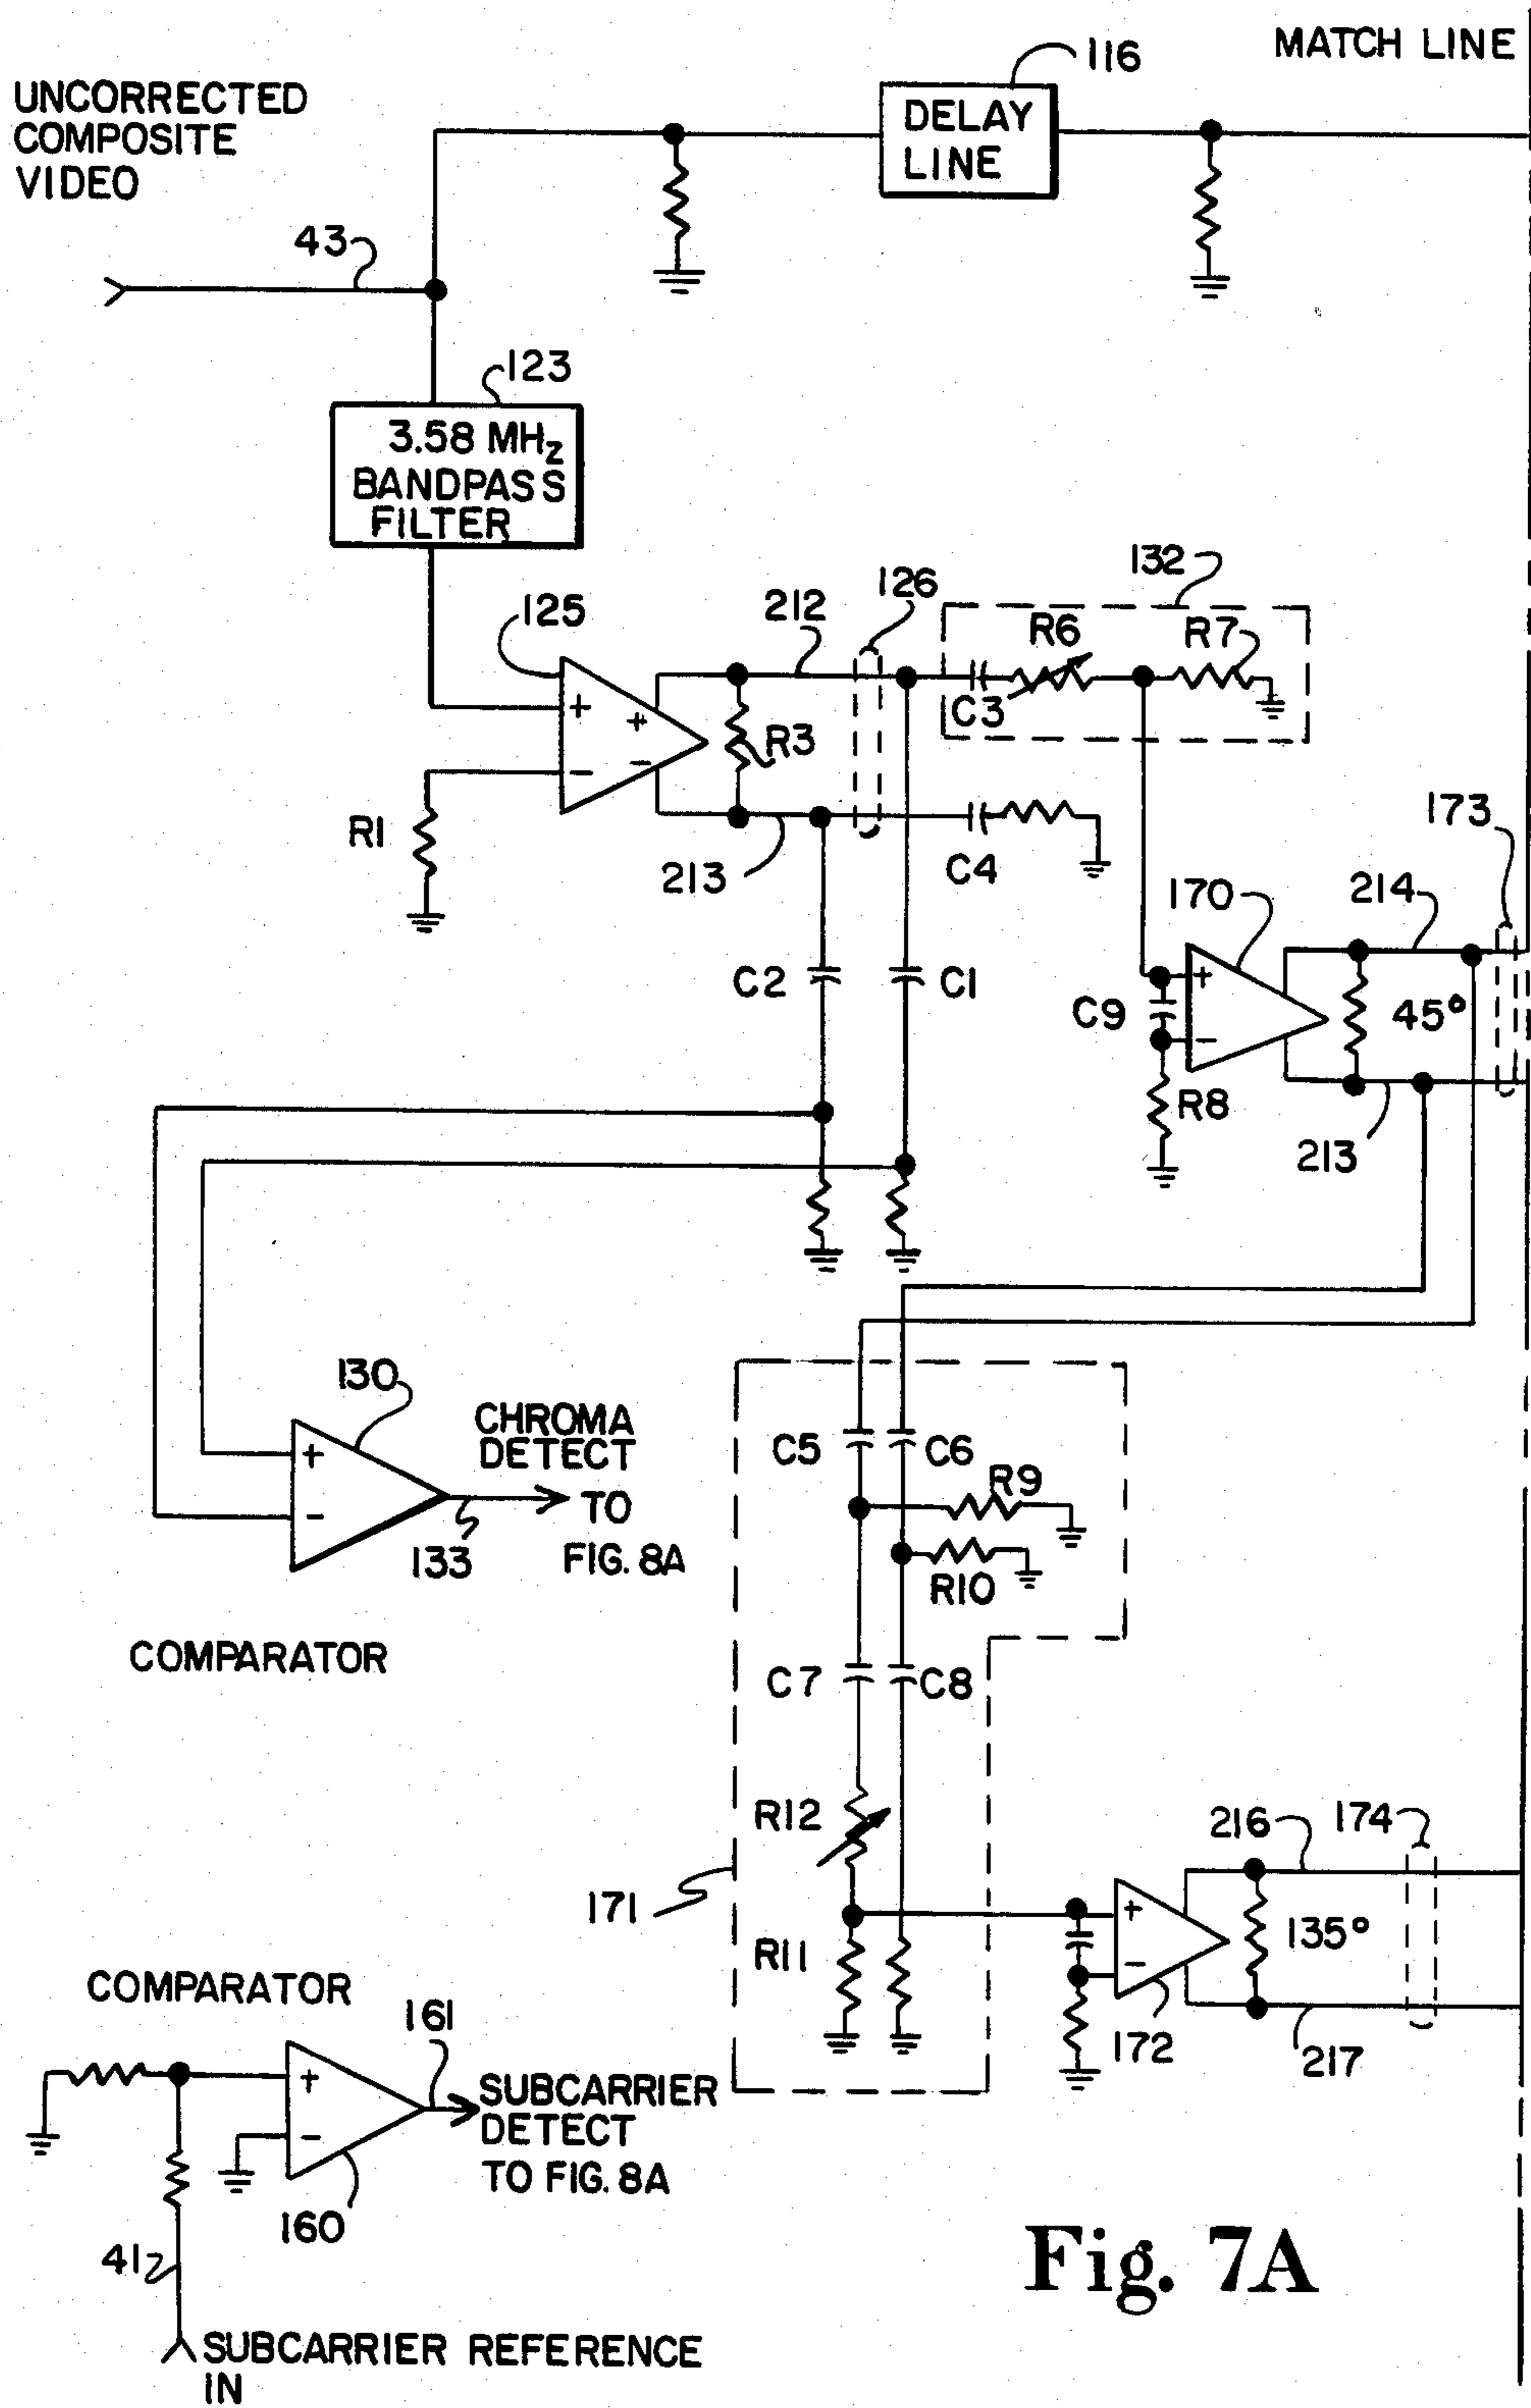 MATCH LINE
116
UNCORRECTED
COMPOSITE
VIDEO
DELAY
LINE
43
123
3.58 MHz
BANDPASS
FILTER
132
126
212
125
R6
R7
+
+
C3
R3
-
-
R1
173
213
C4
170
214
C2
C1
+
C9
45°
-
R8
213
130
CHROMA
DETECT
C5
C6
+
R9
TO
-
133
FIG. 8A
R10
COMPARATOR
C7
C8
R12
216
174
171
+
135°
R11
-
COMPARATOR
161
172
217
+
SUBCARRIER
DETECT
-
TO FIG. 8A
160
41
Fig. 7A
SUBCARRIER REFERENCE
IN